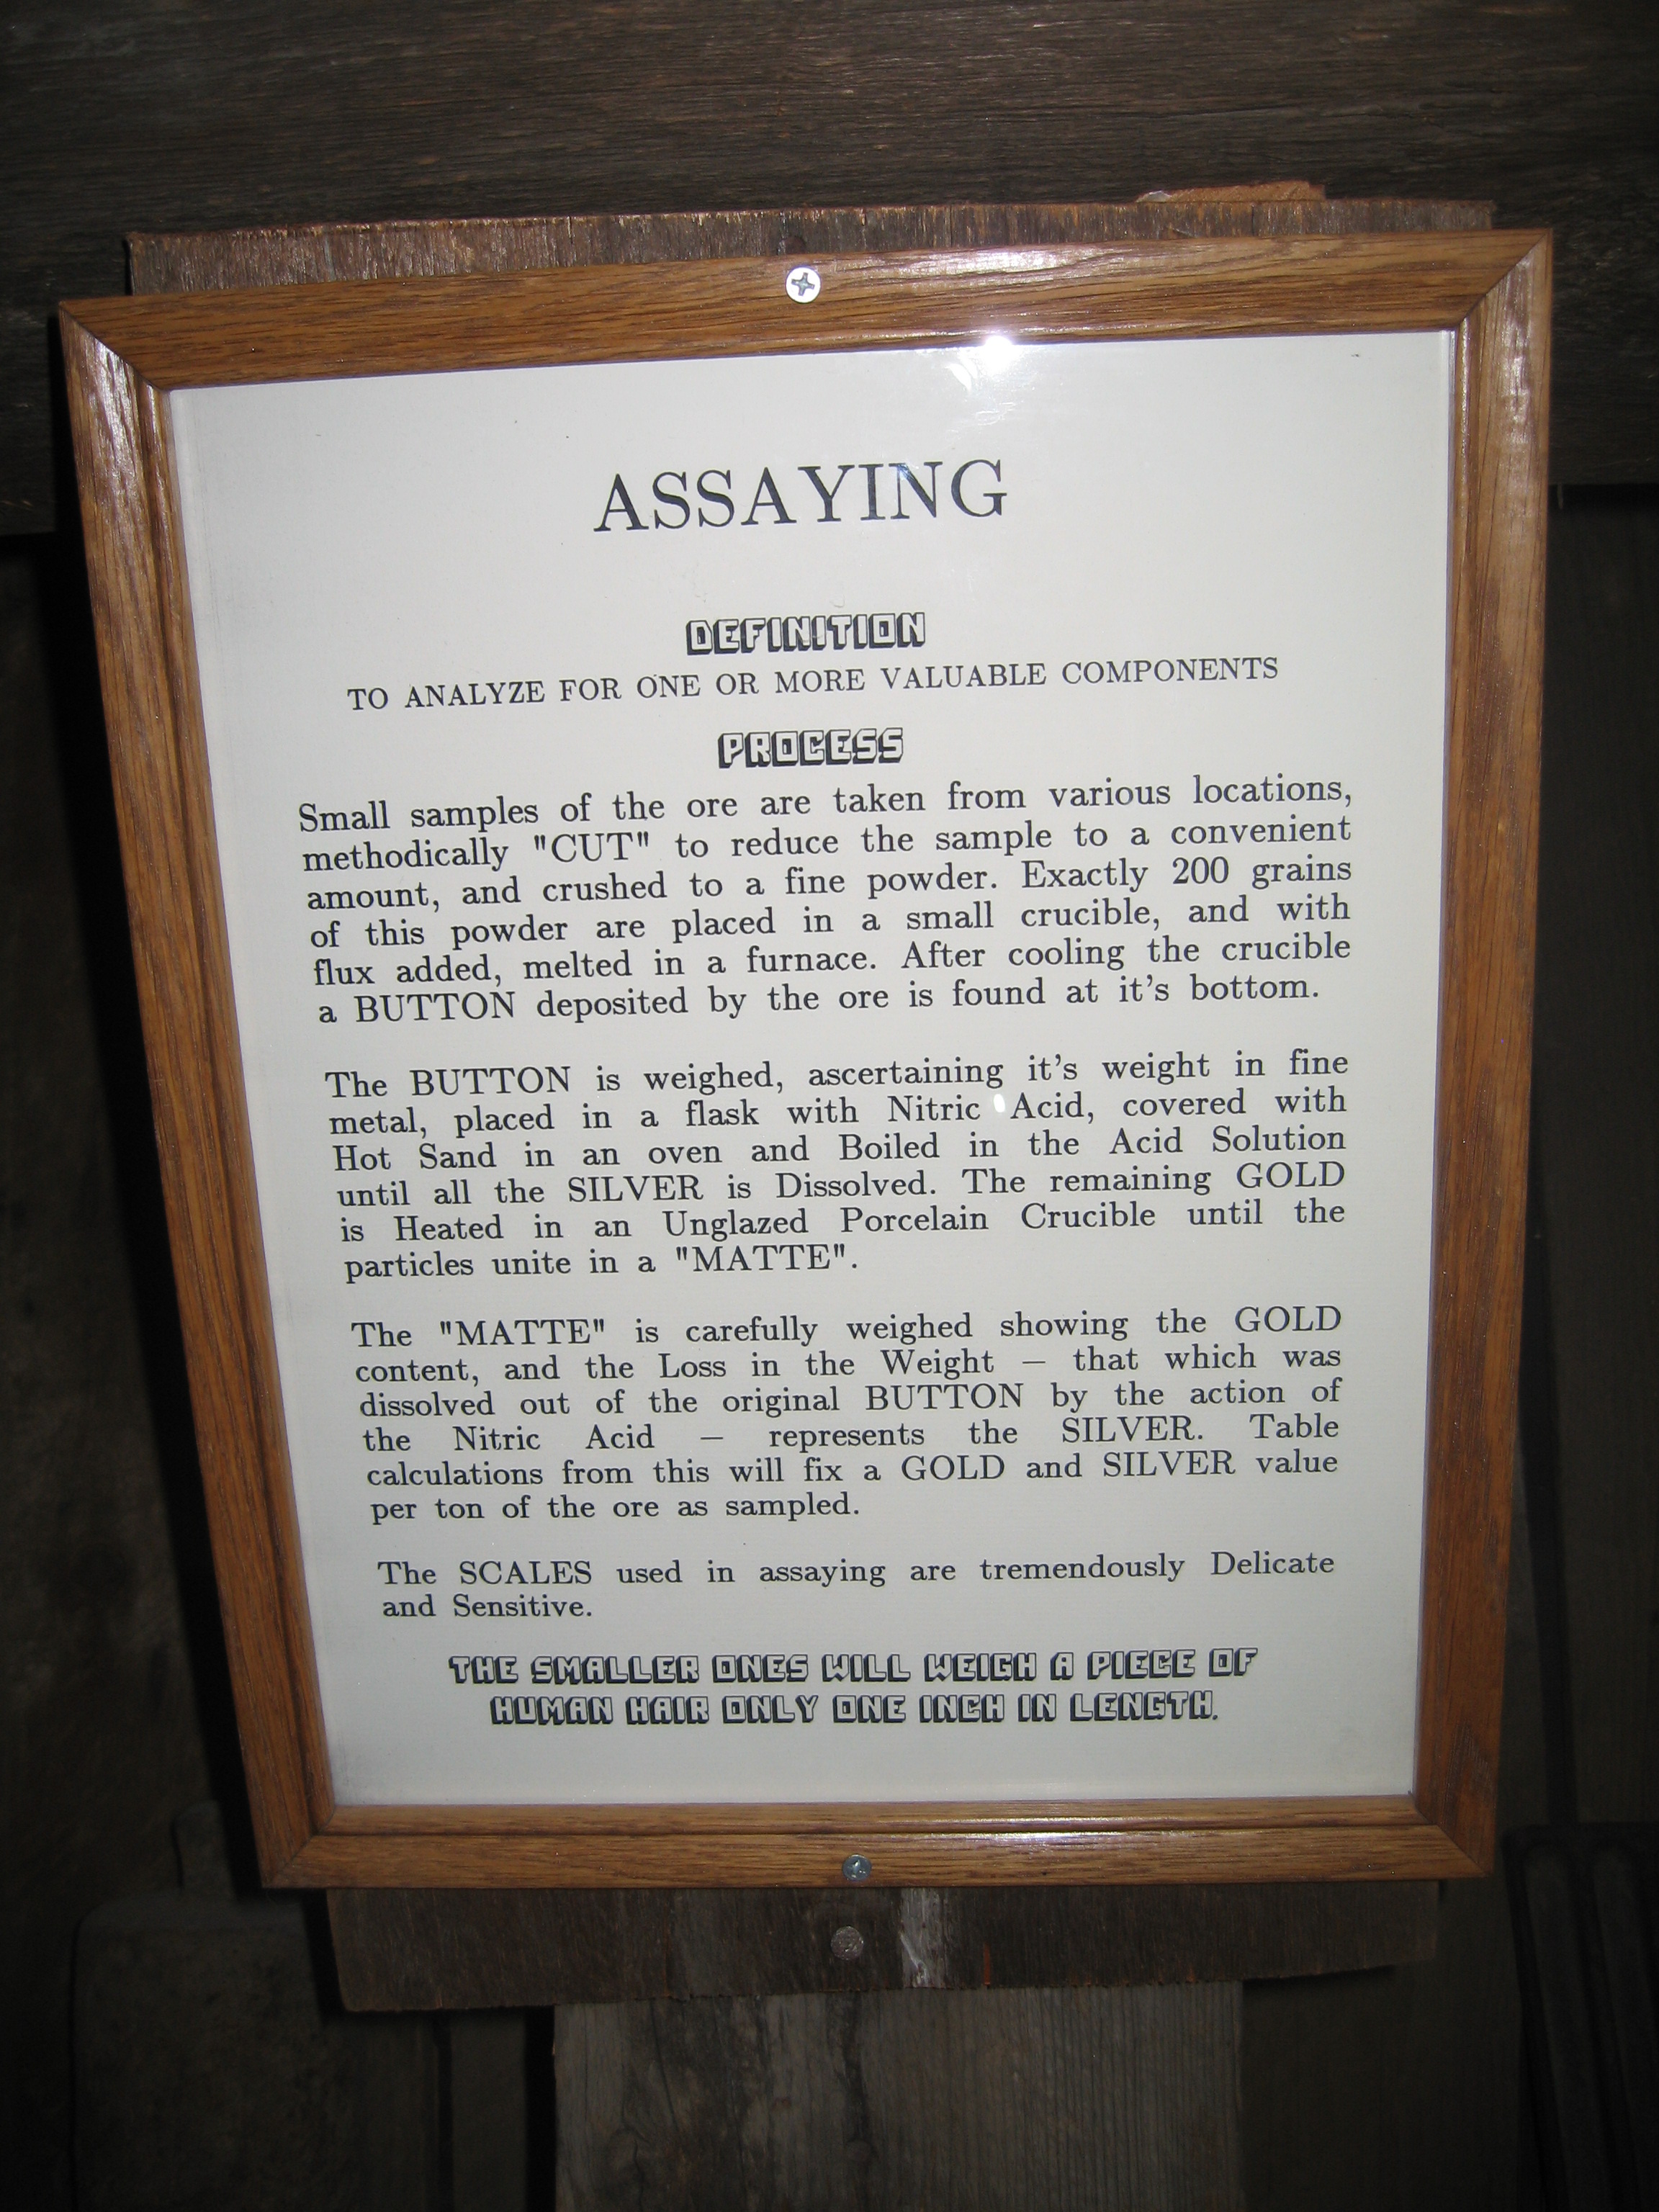 ASSAYING
DEFINITION
TO ANALYZE FOR ONE OR MORE VALUABLE COMPONENTS
PROCESS
Small samples of the ore are taken from various locations,
methodically "CUT" to reduce the sample to a convenient
amount, and crushed to a fine powder. Exactly 200 grains
of this powder are placed in a small crucible, and with
flux added, melted in a furnace. After cooling the crucible
a BUTTON deposited by the ore is found at it's bottom.
The BUTTON is weighed, ascertaining it's weight in fine
metal, placed in a flask with Nitric Acid, covered with
Hot Sand in an oven and Boiled in the Acid Solution
until all the SILVER is Dissolved. The remaining GOLD
is Heated in an Unglazed Porcelain Crucible until the
particles unite in a "MATTE".
The "MATTE" is carefully weighed showing the GOLD
content, and the Loss in the Weight – that which was
dissolved out of the original BUTTON by the action of
the Nitric Acid – represents the SILVER. Table
calculations from this will fix a GOLD and SILVER value
per ton of the ore as sampled.
The SCALES used in assaying are tremendously Delicate
and Sensitive.
THE SMALLER ONES WILL WEIGH A PIECE OF
HUMAN HAIR ONLY ONE INCH IN LENGTH.